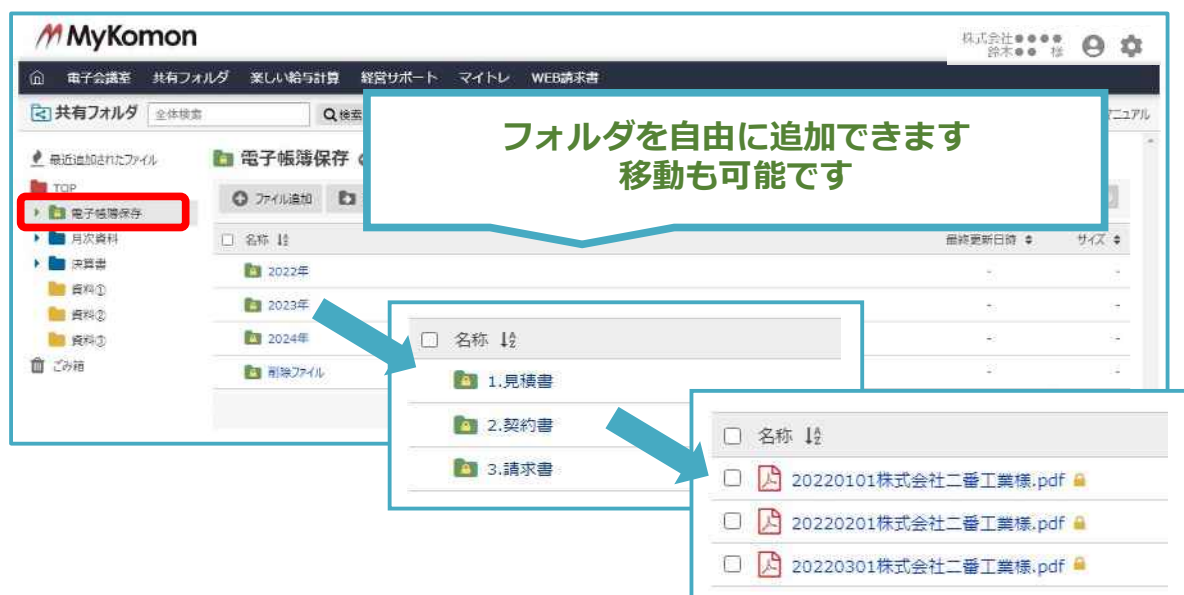 MyKomon
株式会社●●●●
鈴木●● 様
電子会議室 共有フォルダ 楽しい給与計算 経営サポート マイトレ WEB請求書
共有フォルダ 全体検索 検索
フォルダを自由に追加できます
移動も可能です
最近追加されたファイル
TOP
電子帳簿保存
月次資料
決算書
資料①
資料②
資料③
ごみ箱
電子帳簿保存
ファイル追加
名称 最終更新日時 サイズ
2022年 - -
2023年 - -
2024年 - -
削除ファイル - -
名称
1.見積書
2.契約書
3.請求書
名称
20220101株式会社二番工業様.pdf
20220201株式会社二番工業様.pdf
20220301株式会社二番工業様.pdf